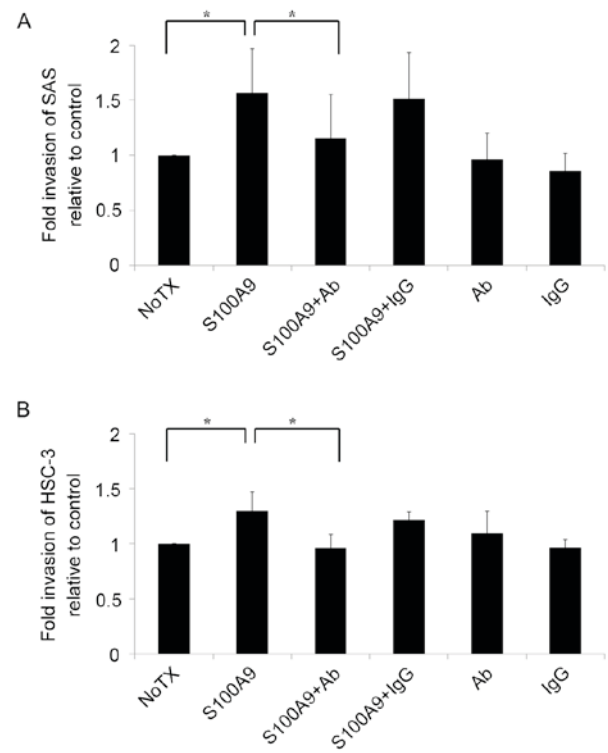 A
* *
Fold invasion of SAS
relative to control
2
1.5
1
0.5
0
NoTX
S100A9
S100A9+Ab
S100A9+IgG
Ab
IgG
B
* *
Fold invasion of HSC-3
relative to control
2
1.5
1
0.5
0
NoTX
S100A9
S100A9+Ab
S100A9+IgG
Ab
IgG